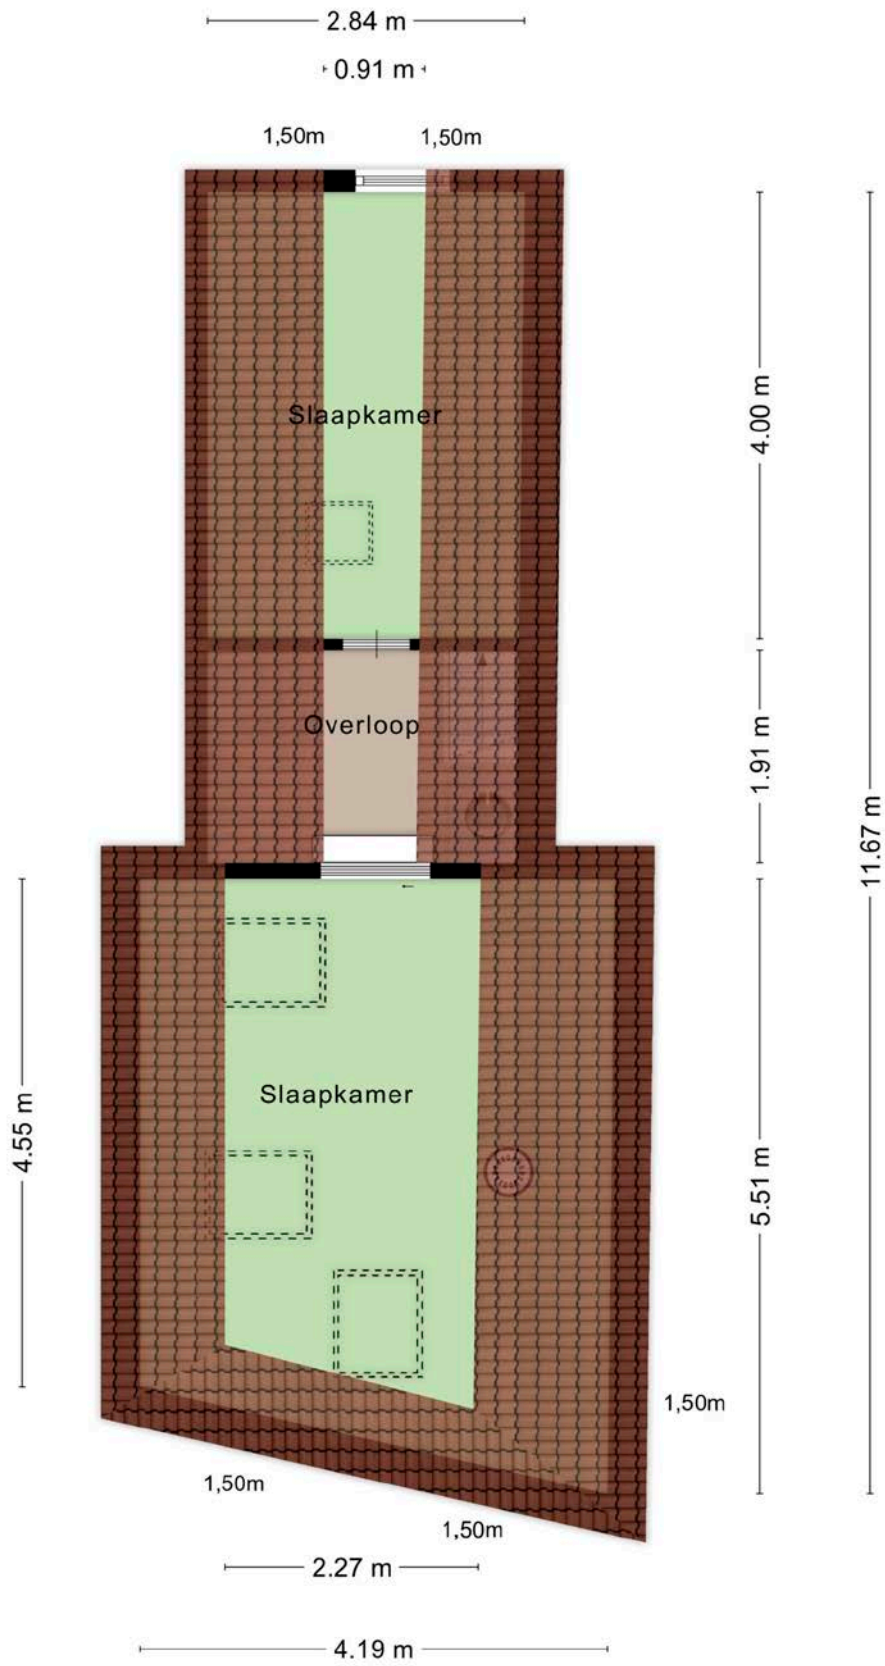 2.84 m
0.91 m
1,50m 1,50m
Slaapkamer
4.00 m
Overloop
1.91 m
11.67 m
Slaapkamer
4.55 m
5.51 m
1,50m
1,50m
1,50m
2.27 m
4.19 m